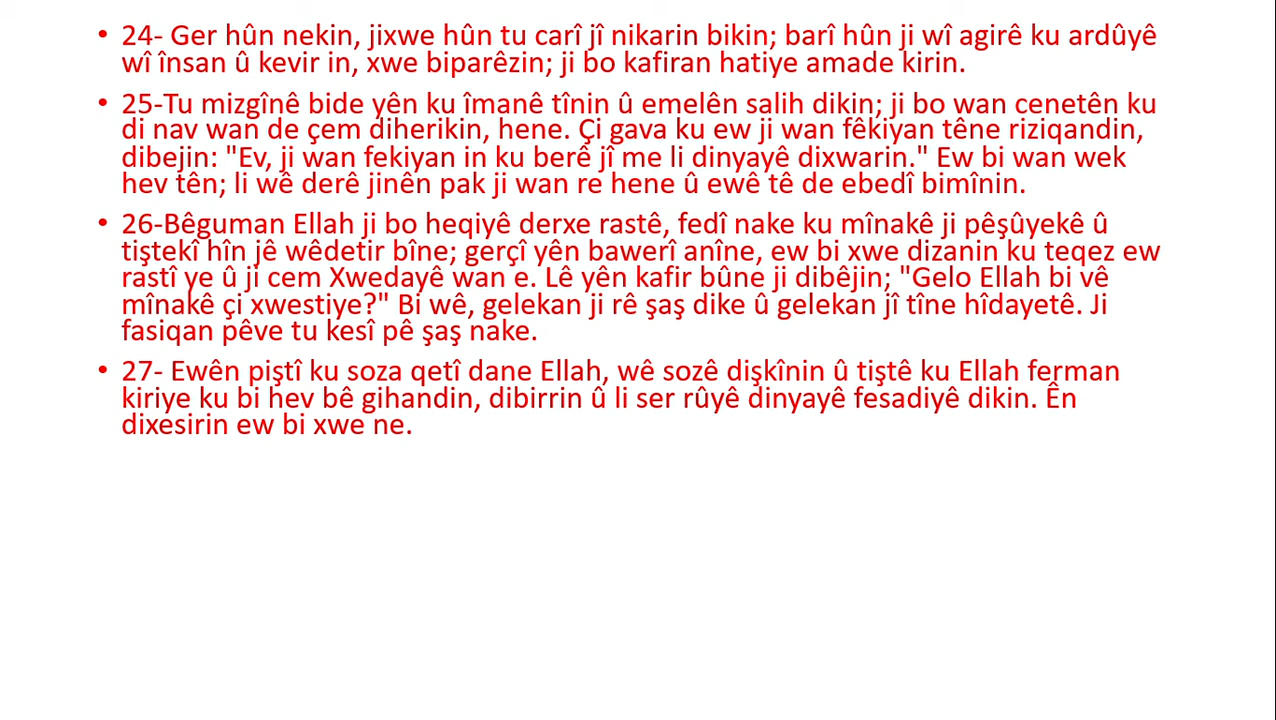 • 24- Ger hûn nekin, jixwe hûn tu carî jî nikarin bikin; barî hûn ji wî agirê ku ardûyê
wî însan û kevir in, xwe biparêzin; ji bo kafiran hatiye amade kirin.
• 25-Tu mizgînê bide yên ku îmanê tînin û emelên salih dikin; ji bo wan cenetên ku
di nav wan de çem diherikin, hene. Çi gava ku ew ji wan fêkiyan têne riziqandin,
dibejin: "Ev, ji wan fekiyan in ku berê jî me li dinyayê dixwarin." Ew bi wan wek
hev tên; li wê derê jinên pak ji wan re hene û ewê tê de ebedî bimînin.
• 26-Bêguman Ellah ji bo heqiyê derxe rastê, fedî nake ku mînakê ji pêşûyekê û
tiştekî hîn jê wêdetir bîne; gerçî yên bawerî anîne, ew bi xwe dizanin ku teqez ew
rastî ye û ji cem Xwedayê wan e. Lê yên kafir bûne ji dibêjin; "Gelo Ellah bi vê
mînakê çi xwestiye?" Bi wê, gelekan ji rê şaş dike û gelekan jî tîne hîdayetê. Ji
fasiqan pêve tu kesî pê şaş nake.
• 27- Ewên piştî ku soza qetî dane Ellah, wê sozê dişkînin û tiştê ku Ellah ferman
kiriye ku bi hev bê gihandin, dibirrin û li ser rûyê dinyayê fesadiyê dikin. Ên
dixesirin ew bi xwe ne.